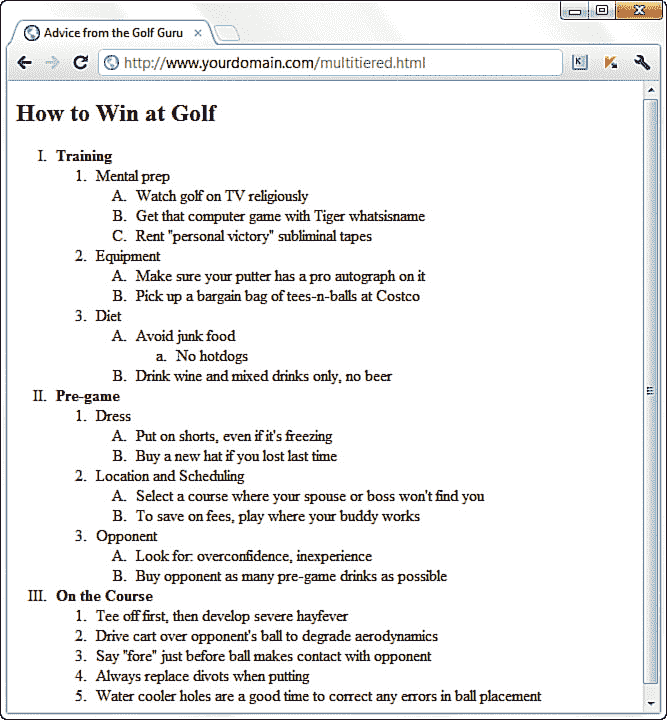 Advice from the Golf Guru
http://www.yourdomain.com/multitiered.html
How to Win at Golf
I. Training
1. Mental prep
A. Watch golf on TV religiously
B. Get that computer game with Tiger whatsisname
C. Rent "personal victory" subliminal tapes
2. Equipment
A. Make sure your putter has a pro autograph on it
B. Pick up a bargain bag of tees-n-balls at Costco
3. Diet
A. Avoid junk food
a. No hotdogs
B. Drink wine and mixed drinks only, no beer
II. Pre-game
1. Dress
A. Put on shorts, even if it's freezing
B. Buy a new hat if you lost last time
2. Location and Scheduling
A. Select a course where your spouse or boss won't find you
B. To save on fees, play where your buddy works
3. Opponent
A. Look for: overconfidence, inexperience
B. Buy opponent as many pre-game drinks as possible
III. On the Course
1. Tee off first, then develop severe hayfever
2. Drive cart over opponent's ball to degrade aerodynamics
3. Say "fore" just before ball makes contact with opponent
4. Always replace divots when putting
5. Water cooler holes are a good time to correct any errors in ball placement